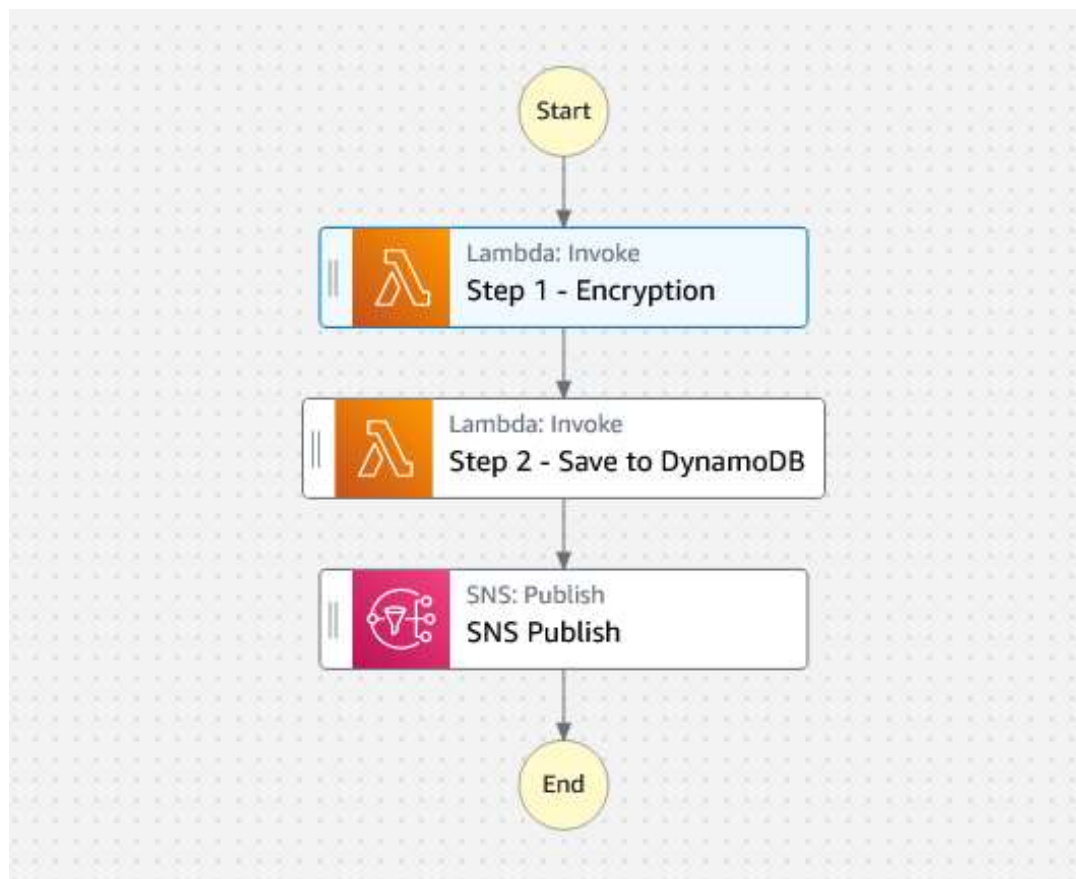 Start
Lambda: Invoke
Step 1 - Encryption
Lambda: Invoke
Step 2 - Save to DynamoDB
SNS: Publish
SNS Publish
End